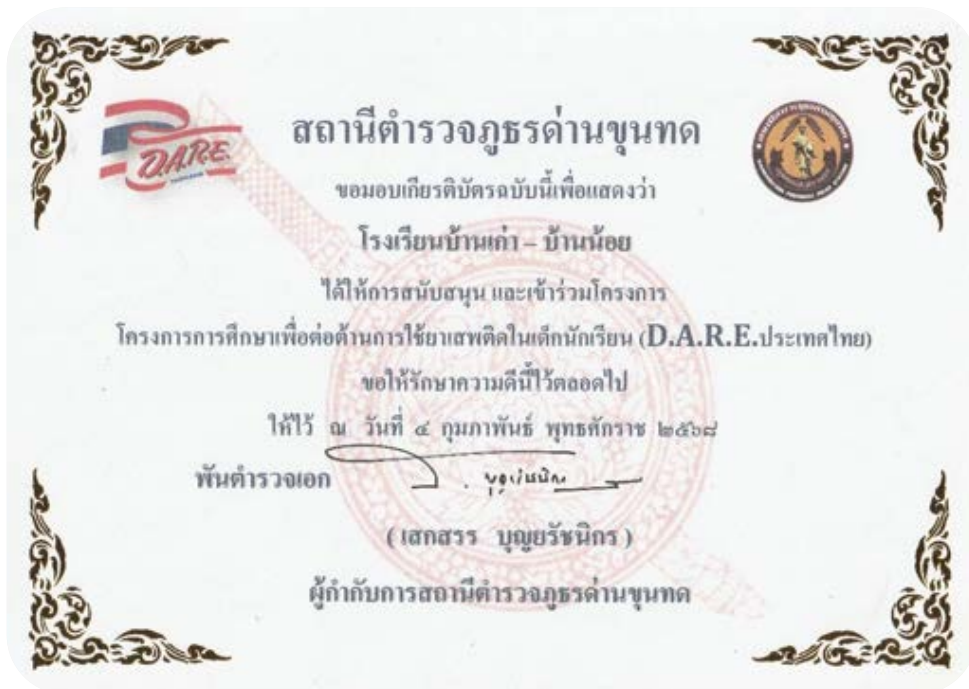 D.A.R.E.
สถานีตำรวจภูธรด่านขุนทด
ขอมอบเกียรติบัตรฉบับนี้เพื่อแสดงว่า
โรงเรียนบ้านเก่า – บ้านน้อย
ได้ให้การสนับสนุน และเข้าร่วมโครงการ
โครงการการศึกษาเพื่อต่อต้านการใช้ยาเสพติดในเด็กนักเรียน (D.A.R.E.ประเทศไทย)
ขอให้รักษาความดีนี้ไว้ตลอดไป
ให้ไว้ ณ วันที่ ๔ กุมภาพันธ์ พุทธศักราช ๒๕๖๘
พันตำรวจเอก
( เสกสรร บุญยรัชนิกร )
ผู้กำกับการสถานีตำรวจภูธรด่านขุนทด